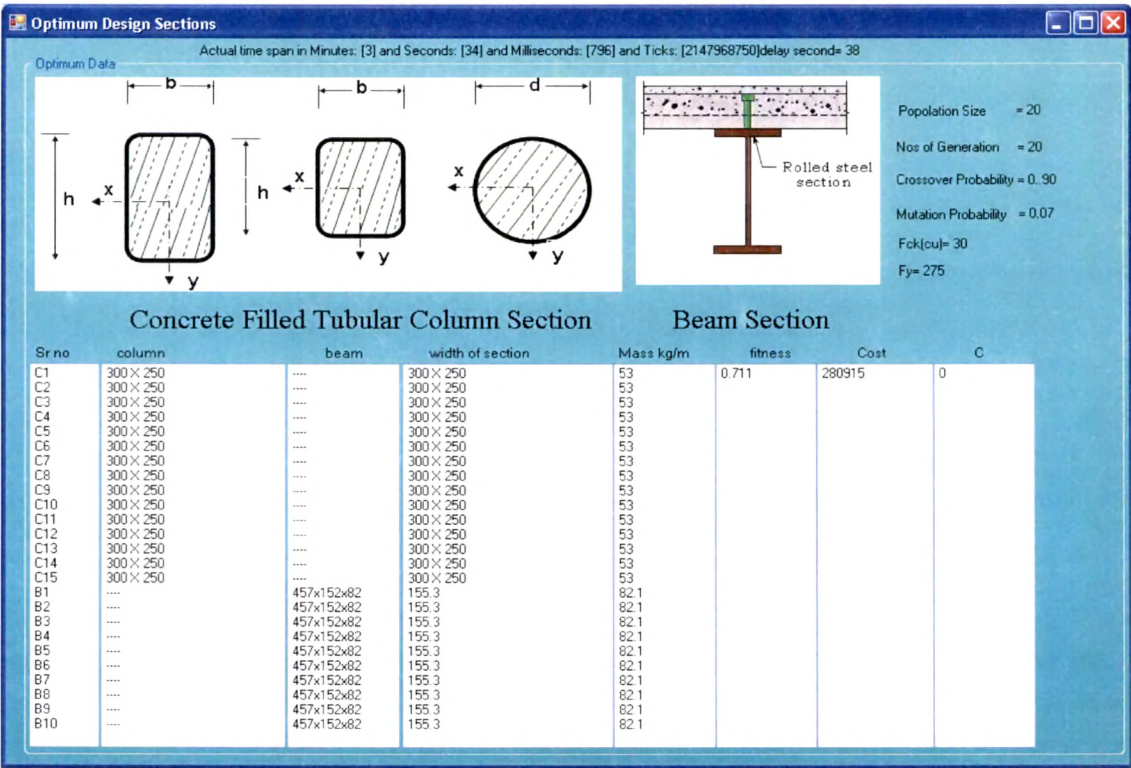 Optimum Design Sections
Actual time span in Minutes: [3] and Seconds: [34] and Milliseconds: [796] and Ticks: [2147968750]delay second= 38
Optimum Data
b b d
h x y h x y x y
Rolled steel
section
Popolation Size = 20
Nos of Generation = 20
Crossover Probability = 0..90
Mutation Probability = 0.07
Fck(cu)= 30
Fy= 275
Concrete Filled Tubular Column Section Beam Section
Sr no column beam width of section Mass kg/m fitness Cost C
C1 300 X 250 ---- 300 X 250 53 0.711 280915 0
C2 300 X 250 ---- 300 X 250 53
C3 300 X 250 ---- 300 X 250 53
C4 300 X 250 ---- 300 X 250 53
C5 300 X 250 ---- 300 X 250 53
C6 300 X 250 ---- 300 X 250 53
C7 300 X 250 ---- 300 X 250 53
C8 300 X 250 ---- 300 X 250 53
C9 300 X 250 ---- 300 X 250 53
C10 300 X 250 ---- 300 X 250 53
C11 300 X 250 ---- 300 X 250 53
C12 300 X 250 ---- 300 X 250 53
C13 300 X 250 ---- 300 X 250 53
C14 300 X 250 ---- 300 X 250 53
C15 300 X 250 ---- 300 X 250 53
B1 ---- 457x152x82 155.3 82.1
B2 ---- 457x152x82 155.3 82.1
B3 ---- 457x152x82 155.3 82.1
B4 ---- 457x152x82 155.3 82.1
B5 ---- 457x152x82 155.3 82.1
B6 ---- 457x152x82 155.3 82.1
B7 ---- 457x152x82 155.3 82.1
B8 ---- 457x152x82 155.3 82.1
B9 ---- 457x152x82 155.3 82.1
B10 ---- 457x152x82 155.3 82.1